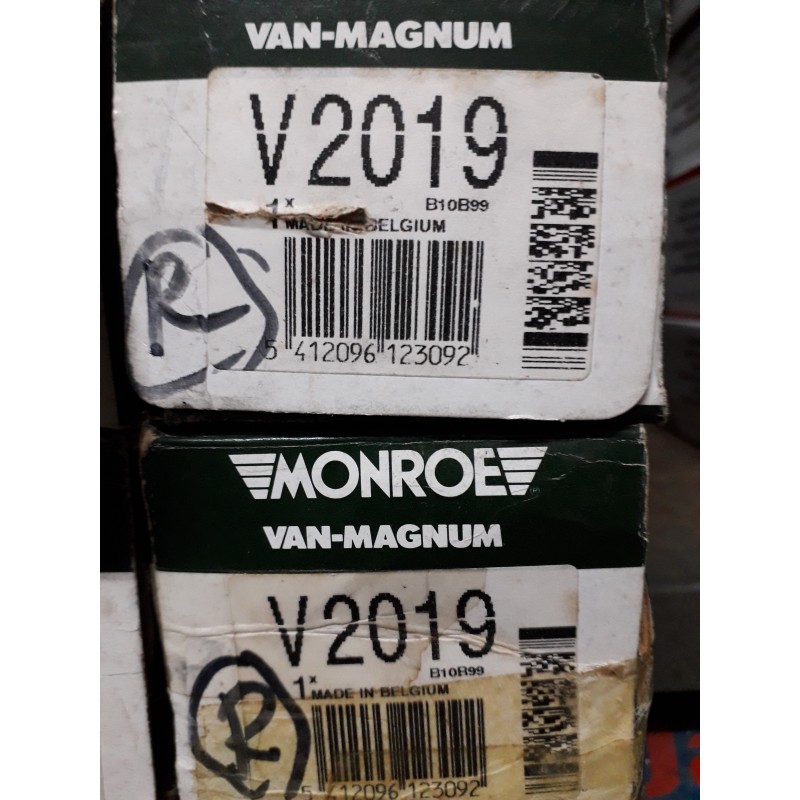 VAN-MAGNUM
V2019
1x B10B99
MADE IN BELGIUM
R
5 412096 123092
MONROE
VAN-MAGNUM
V2019
B10B99
1x MADE IN BELGIUM
R
5 412096 123092